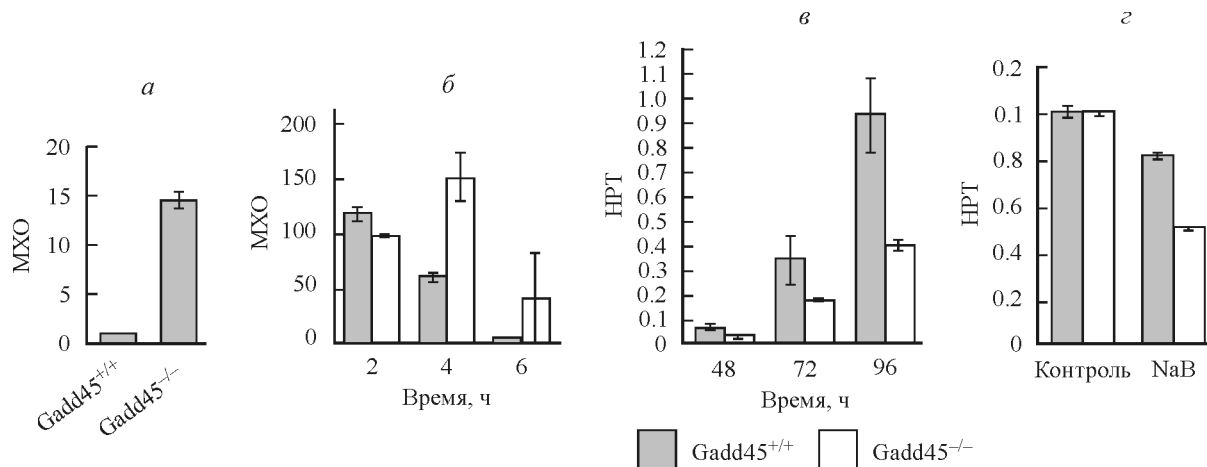 а
МХО
20
15
10
5
0
Gadd45+/+
Gadd45–/–
б
МХО
200
150
100
50
0
2 4 6
Время, ч
в
НРТ
1.2
1.1
1.0
0.9
0.8
0.7
0.6
0.5
0.4
0.3
0.2
0.1
0
48 72 96
Время, ч
г
НРТ
0.2
0.1
0.8
0.6
0.2
0
Контроль NaB
Gadd45+/+ Gadd45–/–